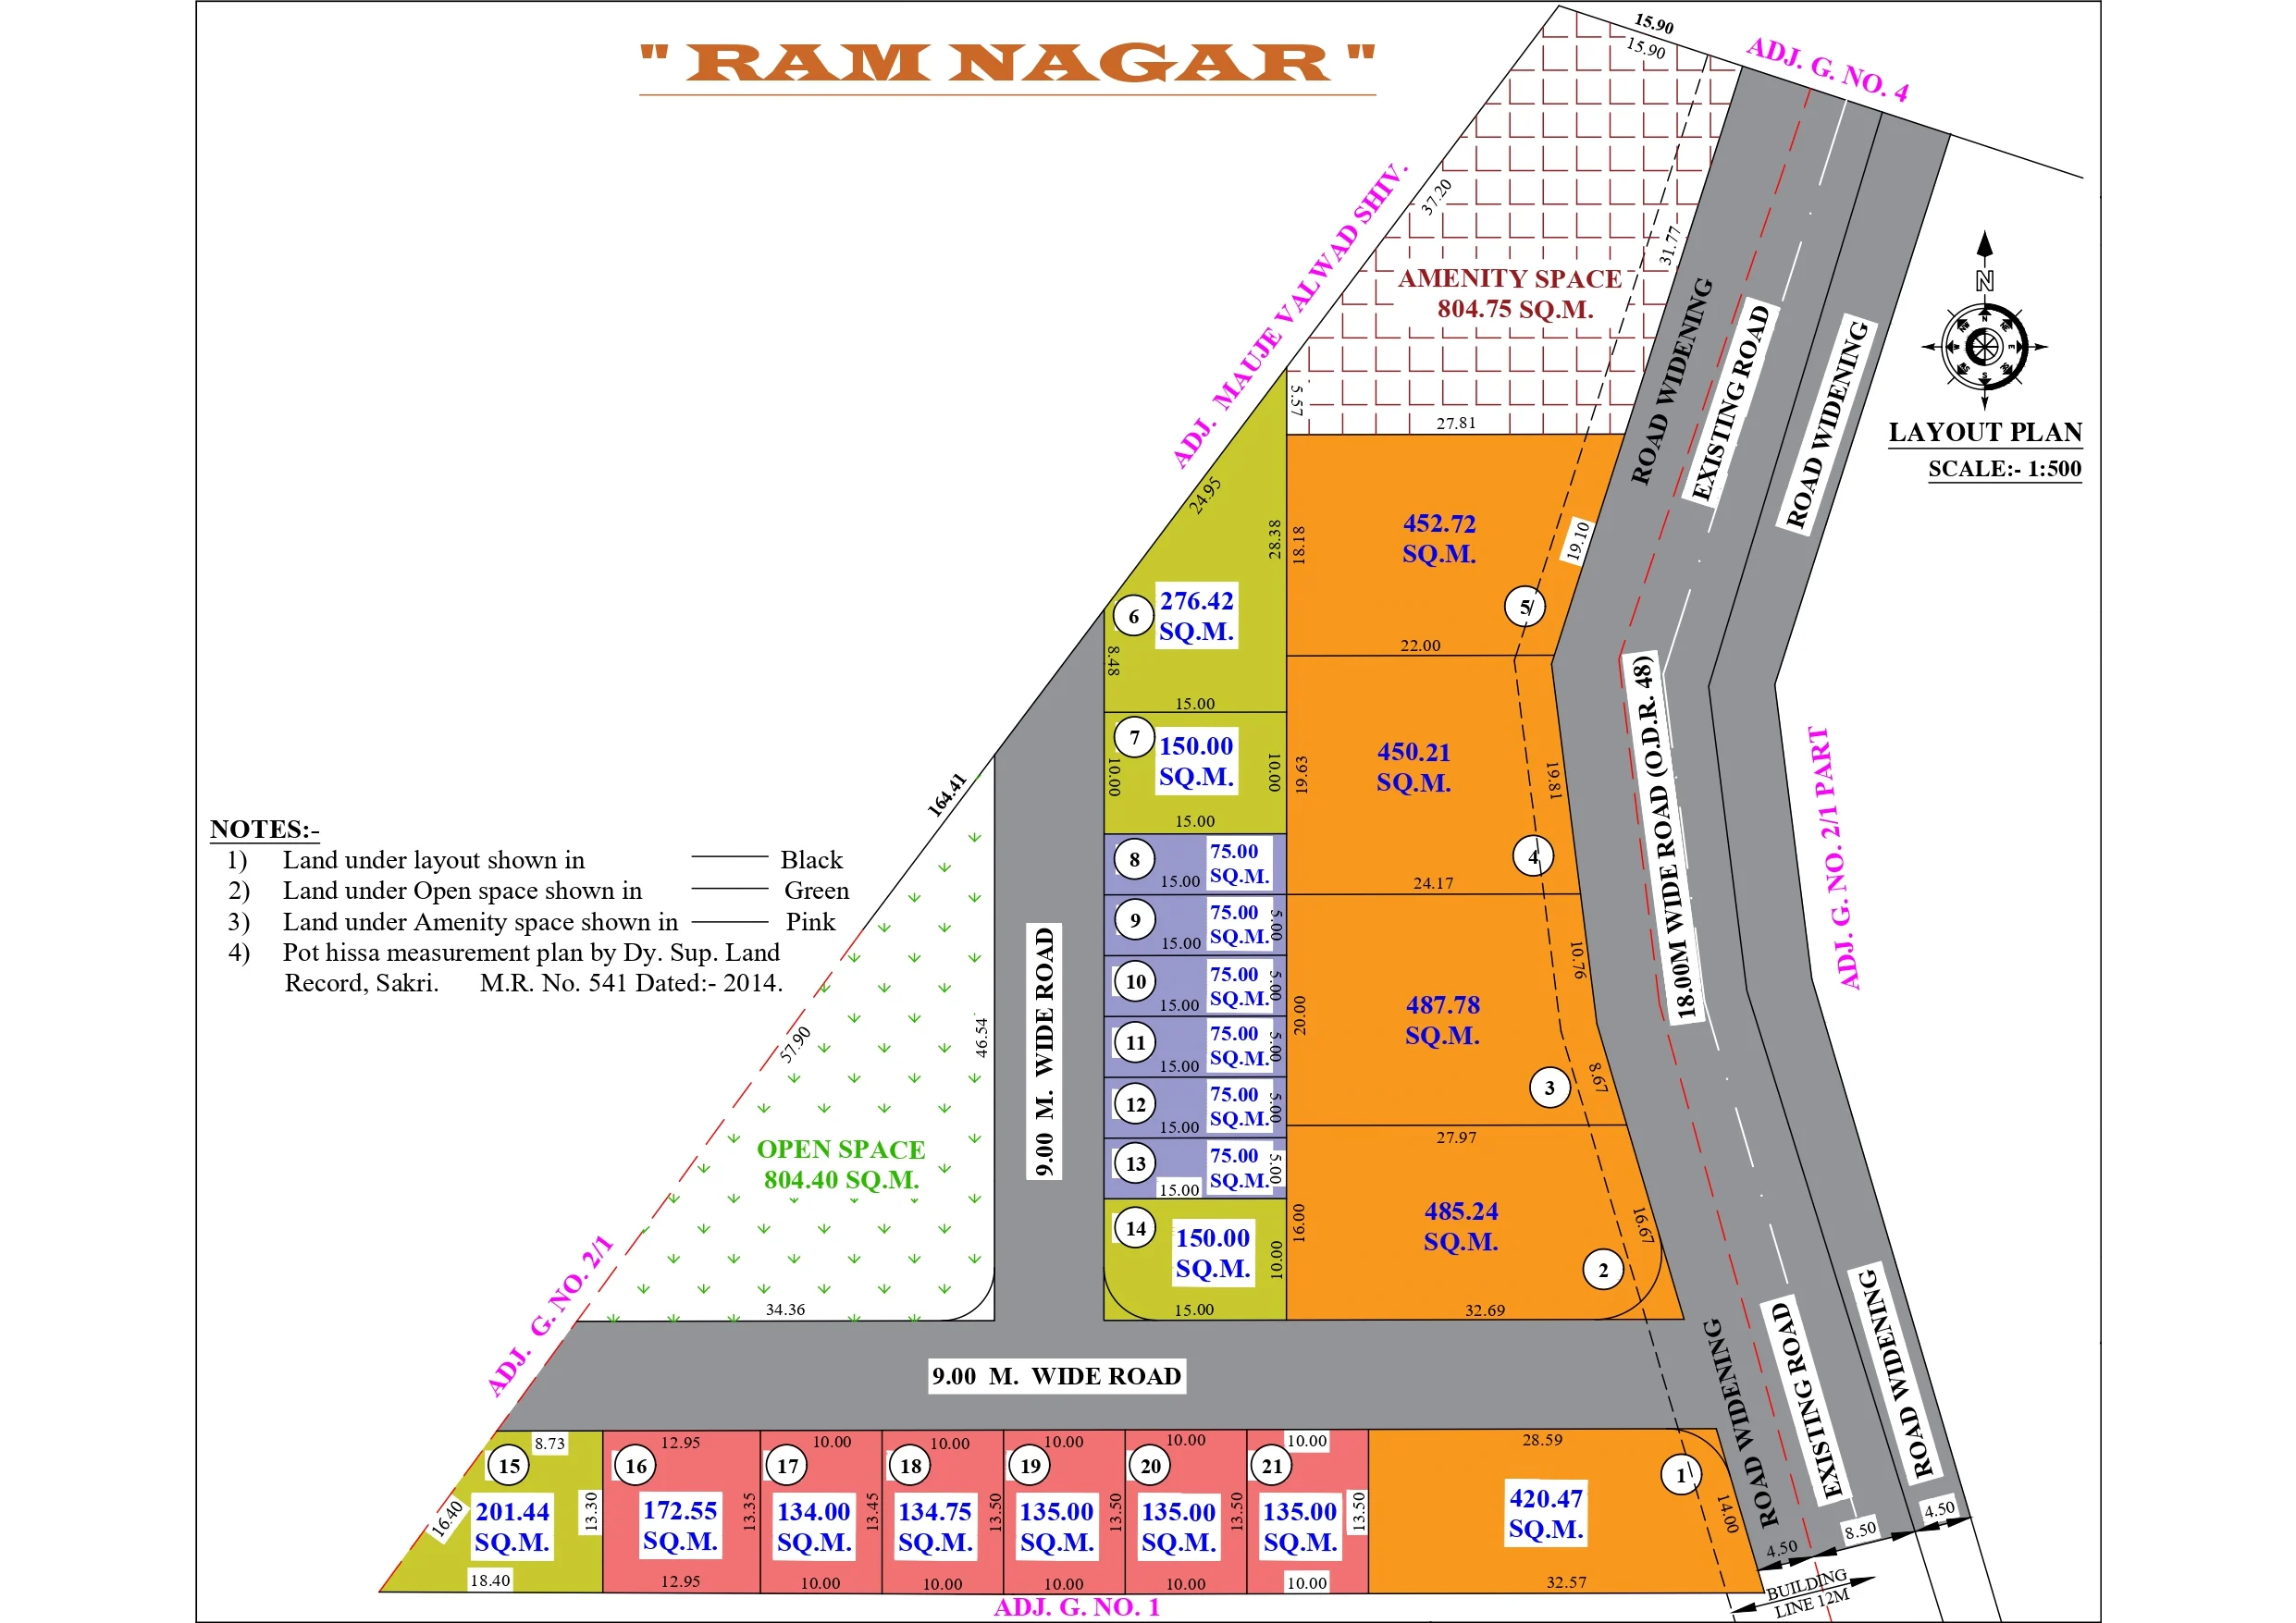 " RAM NAGAR "
15.90
15.90
ADJ. G. NO. 4
37.20
31.77
ADJ. MAUJE VALWAD SHIV.
AMENITY SPACE
804.75 SQ.M.
5.57
27.81
ROAD WIDENING
EXISTING ROAD
ROAD WIDENING
N
LAYOUT PLAN
SCALE:- 1:500
24.95
28.38
18.18
452.72
SQ.M.
19.10
5
22.00
6
276.42
SQ.M.
8.48
15.00
7
150.00
SQ.M.
10.00
10.00
15.00
19.63
450.21
SQ.M.
19.81
4
24.17
18.00M WIDE ROAD (O.D.R. 48)
ADJ. G. NO. 2/1 PART
164.41
NOTES:-
1) Land under layout shown in Black
2) Land under Open space shown in Green
3) Land under Amenity space shown in Pink
4) Pot hissa measurement plan by Dy. Sup. Land
Record, Sakri. M.R. No. 541 Dated:- 2014.
8
75.00
SQ.M.
15.00
9
75.00
SQ.M.
15.00
5.00
10
75.00
SQ.M.
15.00
5.00
11
75.00
SQ.M.
15.00
5.00
12
75.00
SQ.M.
15.00
5.00
13
75.00
SQ.M.
15.00
5.00
20.00
487.78
SQ.M.
10.76
8.67
3
27.97
57.90
46.54
9.00 M. WIDE ROAD
OPEN SPACE
804.40 SQ.M.
34.36
14
150.00
SQ.M.
10.00
15.00
16.00
485.24
SQ.M.
16.67
2
32.69
ADJ. G. NO. 2/1
9.00 M. WIDE ROAD
ROAD WIDENING
EXISTING ROAD
ROAD WIDENING
8.73
15
201.44
SQ.M.
16.40
13.30
18.40
12.95
16
172.55
SQ.M.
13.35
12.95
10.00
17
134.00
SQ.M.
13.45
10.00
10.00
18
134.75
SQ.M.
13.50
10.00
10.00
19
135.00
SQ.M.
13.50
10.00
10.00
20
135.00
SQ.M.
13.50
10.00
10.00
21
135.00
SQ.M.
13.50
10.00
28.59
1
420.47
SQ.M.
14.00
32.57
4.50
8.50
4.50
BUILDING
LINE 12M
ADJ. G. NO. 1